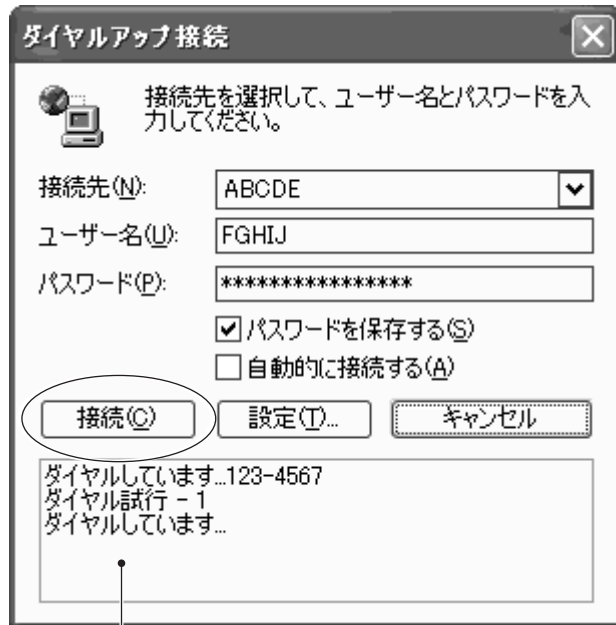 ダイヤルアップ接続
接続先を選択して、ユーザー名とパスワードを入
力してください。
接続先(N):
ABCDE
ユーザー名(U):
FGHIJ
パスワード(P):
****************
パスワードを保存する(S)
自動的に接続する(A)
接続(C) 設定(T)... キャンセル
ダイヤルしています...123-4567
ダイヤル試行 - 1
ダイヤルしています...